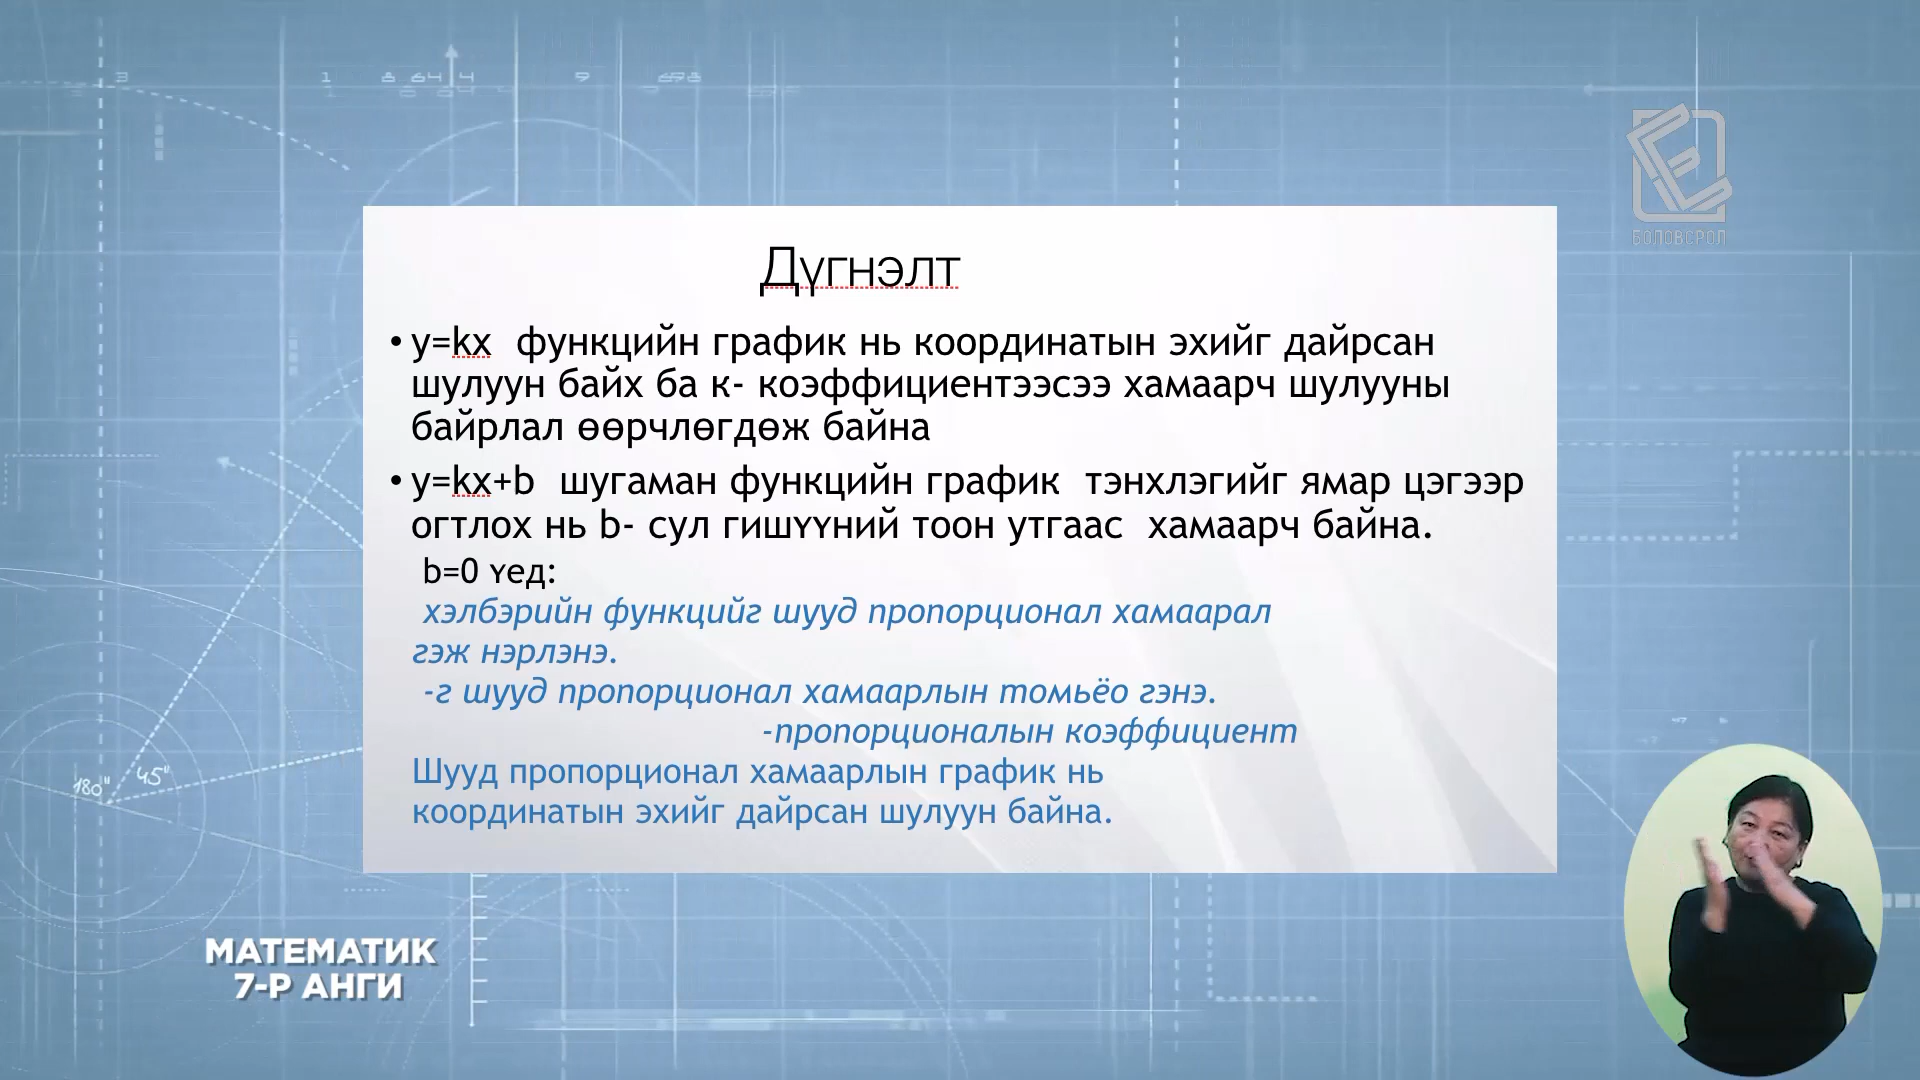 БОЛОВСРОЛ
Дүгнэлт
• y=kx функцийн график нь координатын эхийг дайрсан
шулуун байх ба к- коэффициентээсээ хамаарч шулууны
байрлал өөрчлөгдөж байна
• y=kx+b шугаман функцийн график тэнхлэгийг ямар цэгээр
огтлох нь b- сул гишүүний тоон утгаас хамаарч байна.
b=0 үед:
хэлбэрийн функцийг шууд пропорционал хамаарал
гэж нэрлэнэ.
-г шууд пропорционал хамаарлын томьёо гэнэ.
-пропорционалын коэффициент
Шууд пропорционал хамаарлын график нь
координатын эхийг дайрсан шулуун байна.
180°
45°
МАТЕМАТИК
7-Р АНГИ